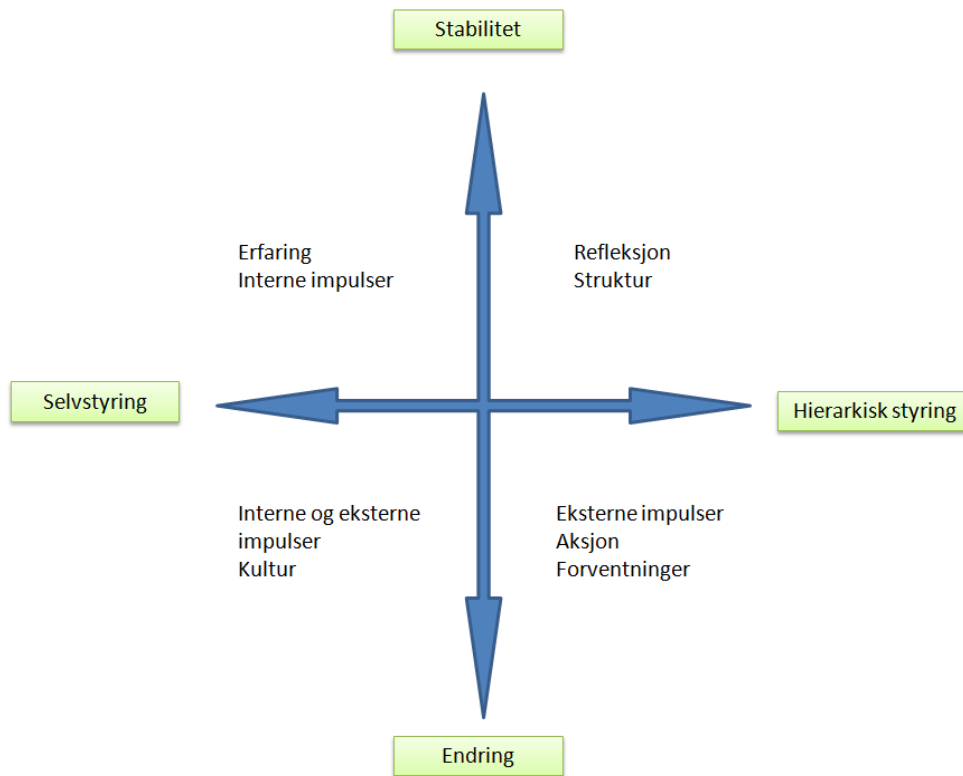 Stabilitet
Erfaring
Interne impulser
Refleksjon
Struktur
Selvstyring
Hierarkisk styring
Interne og eksterne
impulser
Kultur
Eksterne impulser
Aksjon
Forventninger
Endring